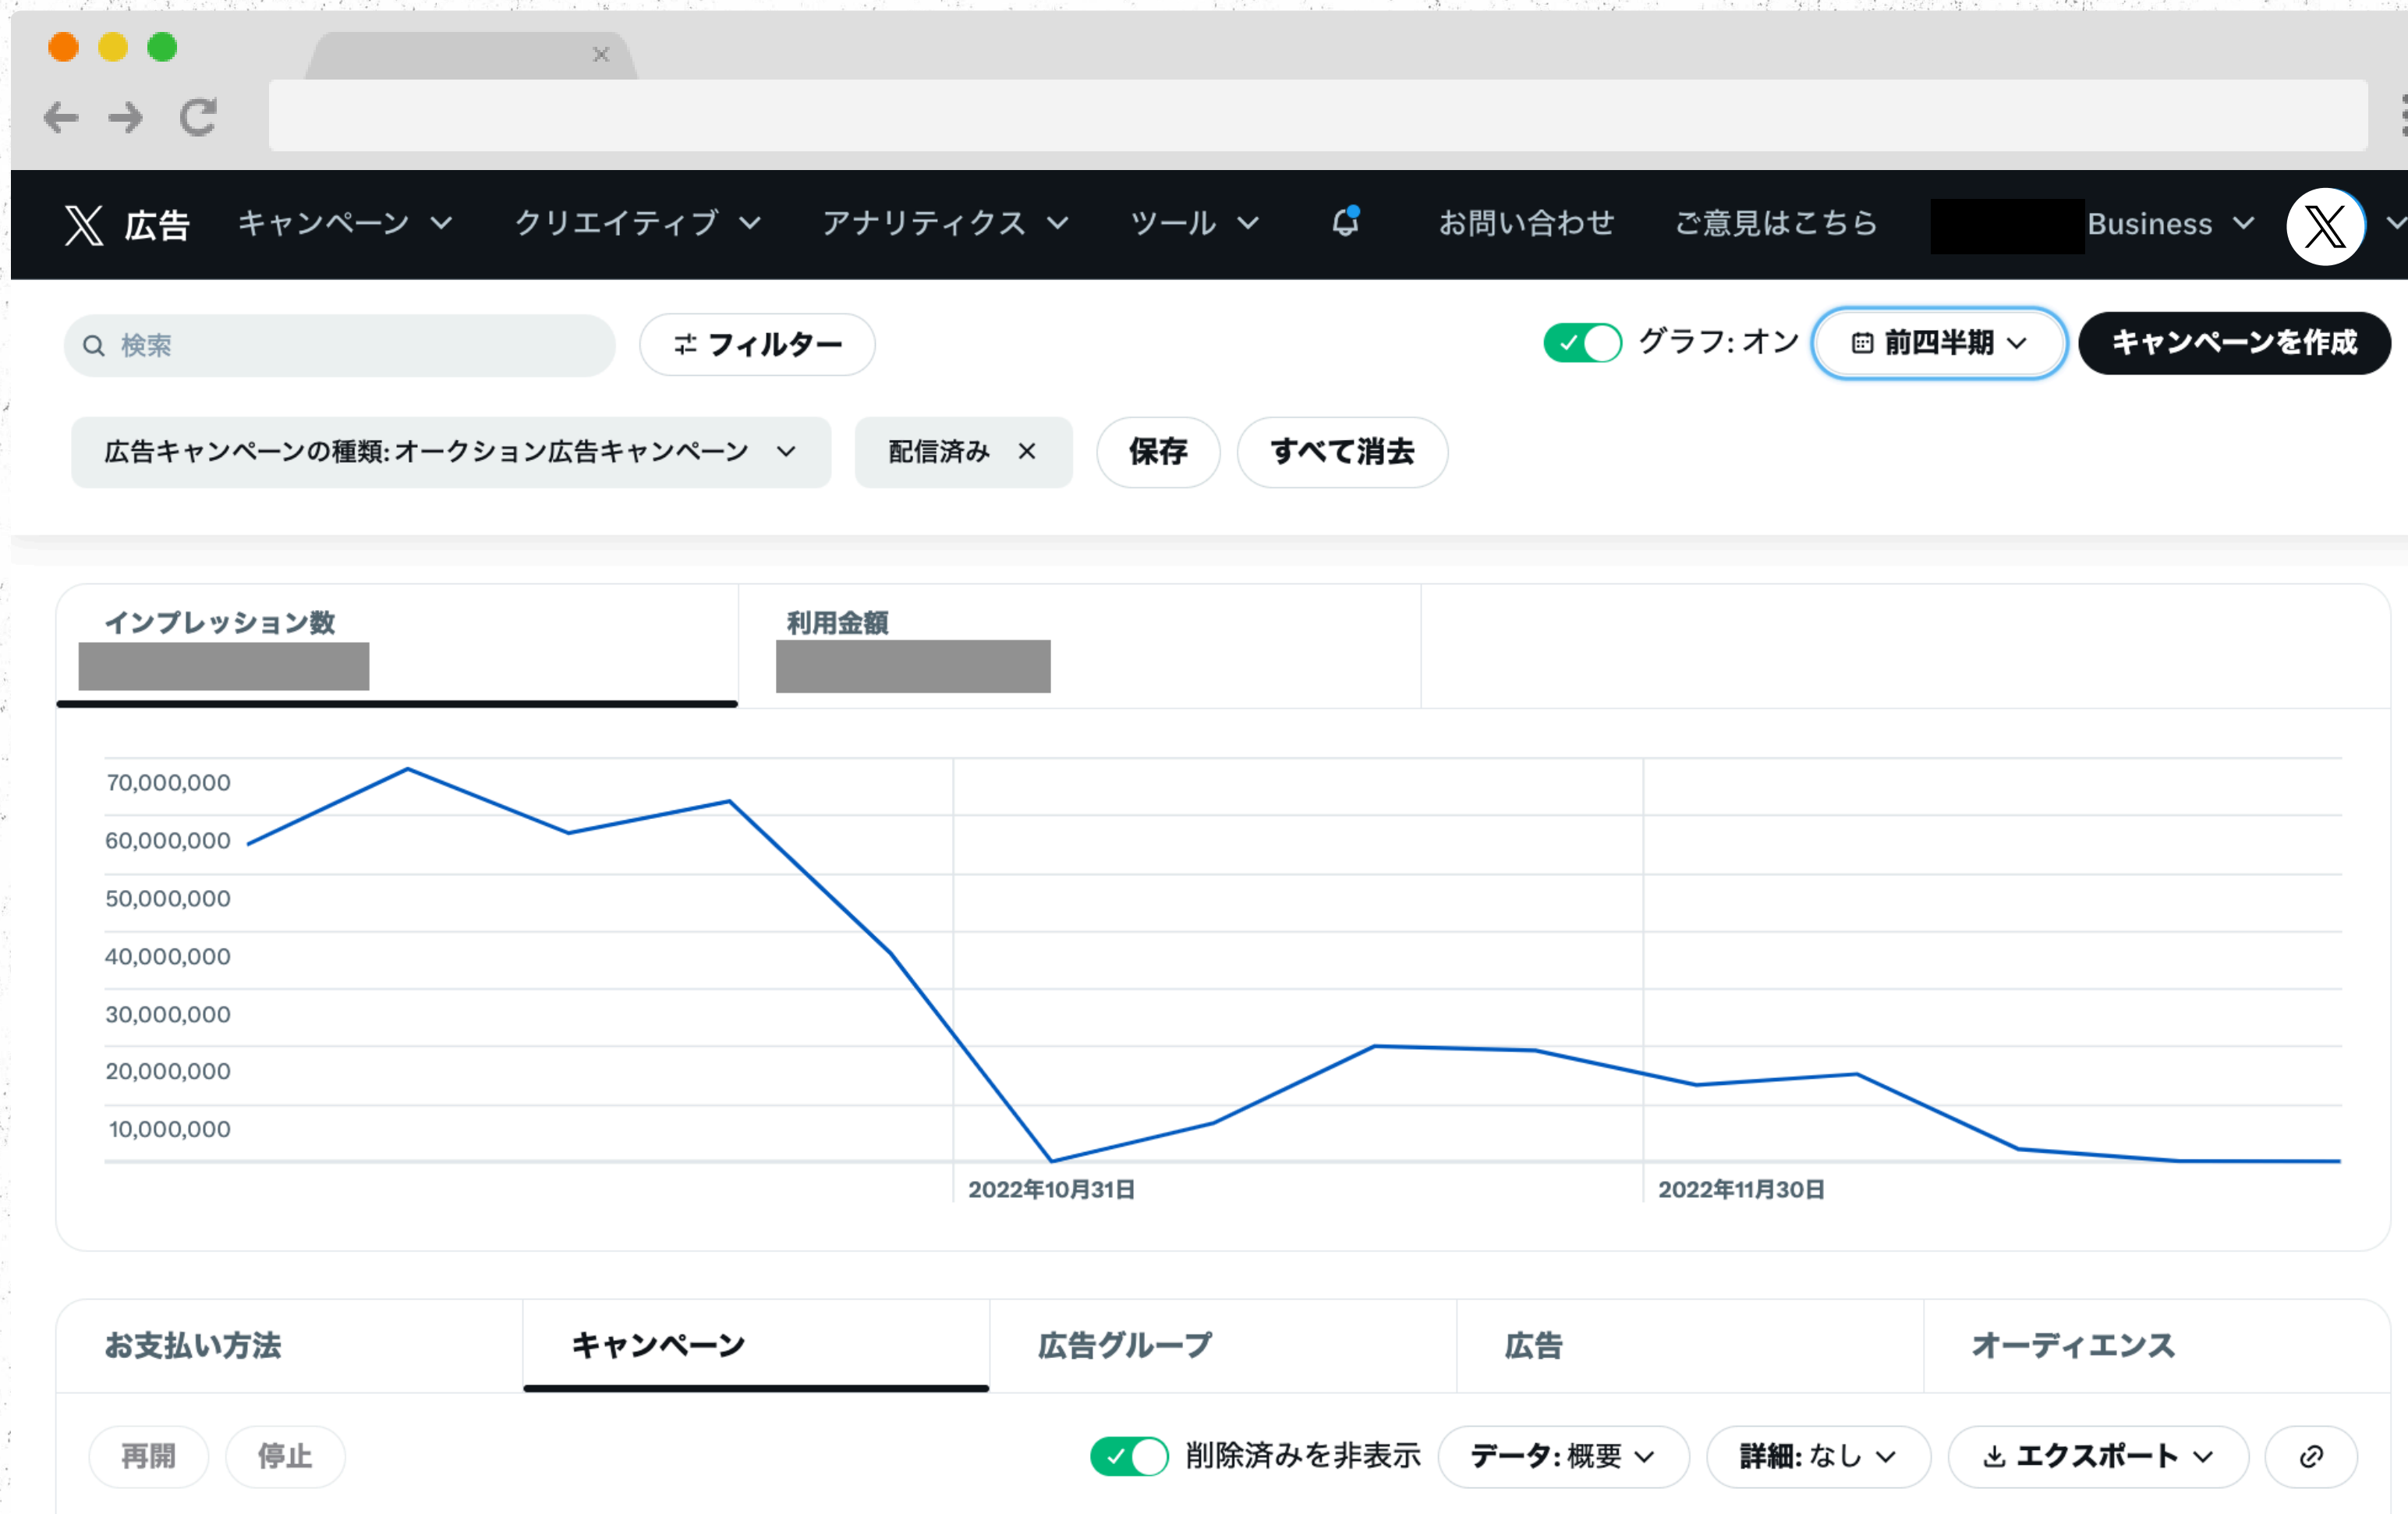 広告 キャンペーン クリエイティブ アナリティクス ツール お問い合わせ ご意見はこちら Business
検索 フィルター グラフ: オン 前四半期 キャンペーンを作成
広告キャンペーンの種類: オークション広告キャンペーン 配信済み 保存 すべて消去
インプレッション数 利用金額
70,000,000
60,000,000
50,000,000
40,000,000
30,000,000
20,000,000
10,000,000
2022年10月31日 2022年11月30日
お支払い方法 キャンペーン 広告グループ 広告 オーディエンス
再開 停止 削除済みを非表示 データ: 概要 詳細: なし エクスポート